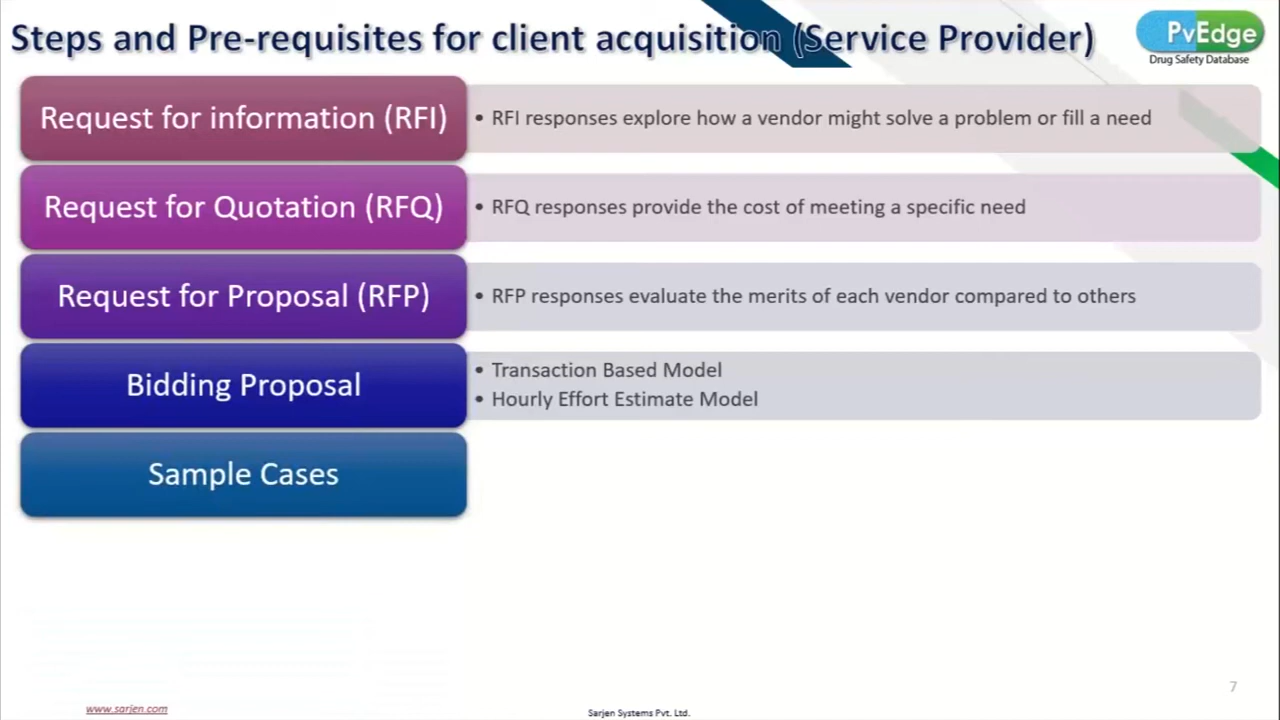 Steps and Pre-requisites for client acquisition (Service Provider)
PvEdge
Drug Safety Database
Request for information (RFI)
• RFI responses explore how a vendor might solve a problem or fill a need
Request for Quotation (RFQ)
• RFQ responses provide the cost of meeting a specific need
Request for Proposal (RFP)
• RFP responses evaluate the merits of each vendor compared to others
Bidding Proposal
• Transaction Based Model
• Hourly Effort Estimate Model
Sample Cases
7
www.sarjen.com
Sarjen Systems Pvt. Ltd.